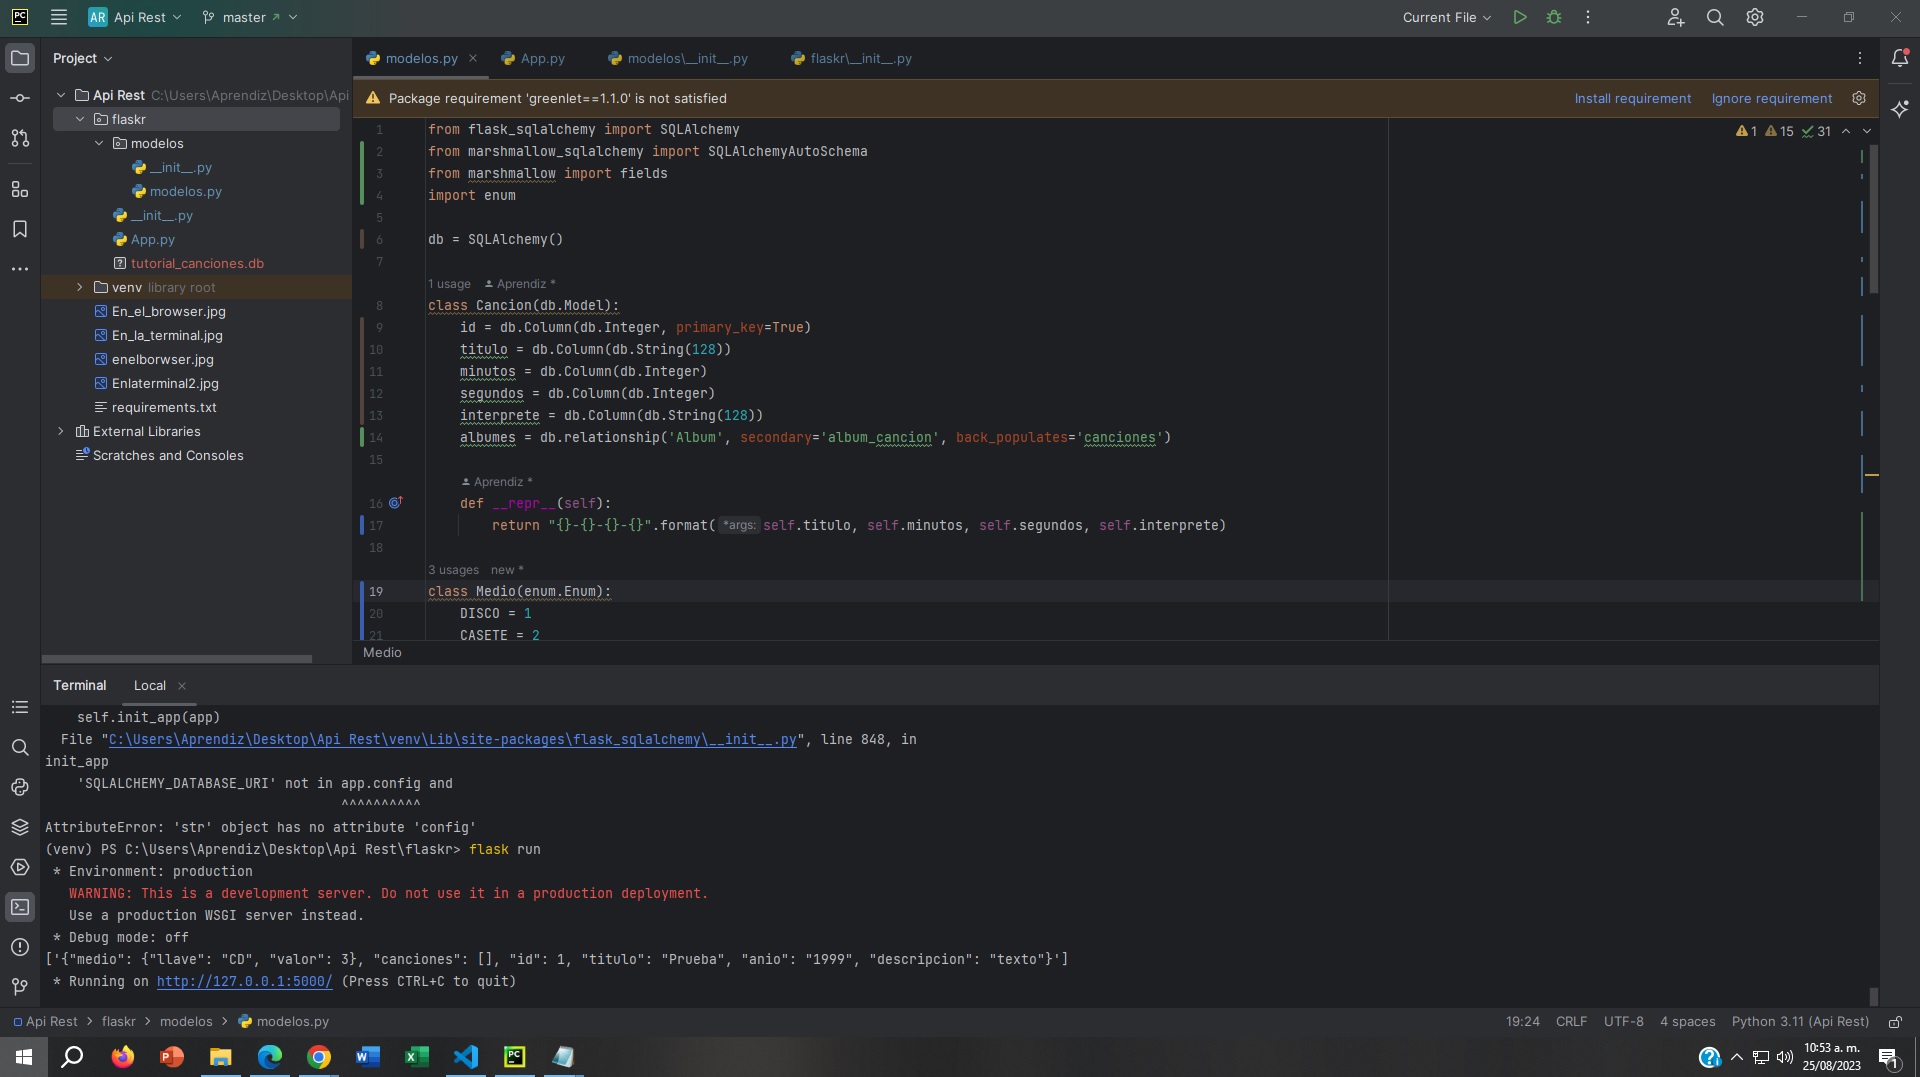 PC AR Api Rest master Current File
Project
modelos.py App.py modelos\__init__.py flaskr\__init__.py
Api Rest C:\Users\Aprendiz\Desktop\Api
flaskr
modelos
__init__.py
modelos.py
__init__.py
App.py
tutorial_canciones.db
venv library root
En_el_browser.jpg
En_la_terminal.jpg
enelborwser.jpg
Enlaterminal2.jpg
requirements.txt
External Libraries
Scratches and Consoles
Package requirement 'greenlet==1.1.0' is not satisfied Install requirement Ignore requirement
1 15 31
1 from flask_sqlalchemy import SQLAlchemy
2 from marshmallow_sqlalchemy import SQLAlchemyAutoSchema
3 from marshmallow import fields
4 import enum
5
6 db = SQLAlchemy()
7
1 usage Aprendiz *
8 class Cancion(db.Model):
9 id = db.Column(db.Integer, primary_key=True)
10 titulo = db.Column(db.String(128))
11 minutos = db.Column(db.Integer)
12 segundos = db.Column(db.Integer)
13 interprete = db.Column(db.String(128))
14 albumes = db.relationship('Album', secondary='album_cancion', back_populates='canciones')
15
Aprendiz *
16 def __repr__(self):
17 return "{}-{}-{}-{}".format( *args: self.titulo, self.minutos, self.segundos, self.interprete)
18
3 usages new *
19 class Medio(enum.Enum):
20 DISCO = 1
21 CASETE = 2
Medio
Terminal Local
self.init_app(app)
File "C:\Users\Aprendiz\Desktop\Api Rest\venv\Lib\site-packages\flask_sqlalchemy\__init__.py", line 848, in
init_app
'SQLALCHEMY_DATABASE_URI' not in app.config and
^^^^^^^^^^
AttributeError: 'str' object has no attribute 'config'
(venv) PS C:\Users\Aprendiz\Desktop\Api Rest\flaskr> flask run
* Environment: production
WARNING: This is a development server. Do not use it in a production deployment.
Use a production WSGI server instead.
* Debug mode: off
['{"medio": {"llave": "CD", "valor": 3}, "canciones": [], "id": 1, "titulo": "Prueba", "anio": "1999", "descripcion": "texto"}']
* Running on http://127.0.0.1:5000/ (Press CTRL+C to quit)
Api Rest > flaskr > modelos > modelos.py 19:24 CRLF UTF-8 4 spaces Python 3.11 (Api Rest)
10:53 a. m.
25/08/2023
1